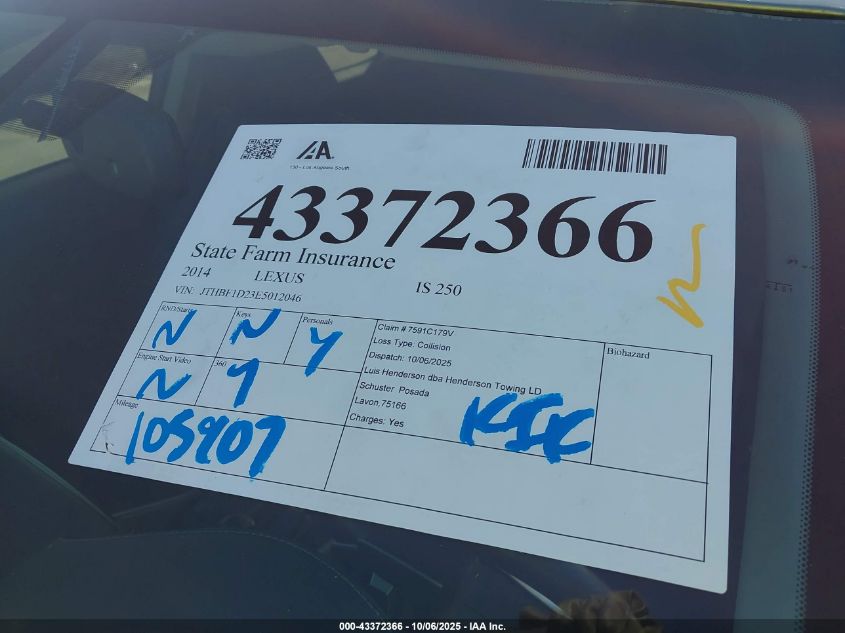 IAA
130 - Los Angeles South
43372366
State Farm Insurance
2014 LEXUS IS 250
VIN: JTHBF1D23E5012046
RND/Starts N
Keys N
Personals Y
Engine Start Video N
360 Y
Mileage
105907
Claim # 7591C179V
Loss Type: Collision
Dispatch: 10/06/2025
Luis Henderson dba Henderson Towing LD
Schuster Posada
Lavon,75166
Charges: Yes
KIK
Biohazard
N
000-43372366 - 10/06/2025 - IAA Inc.